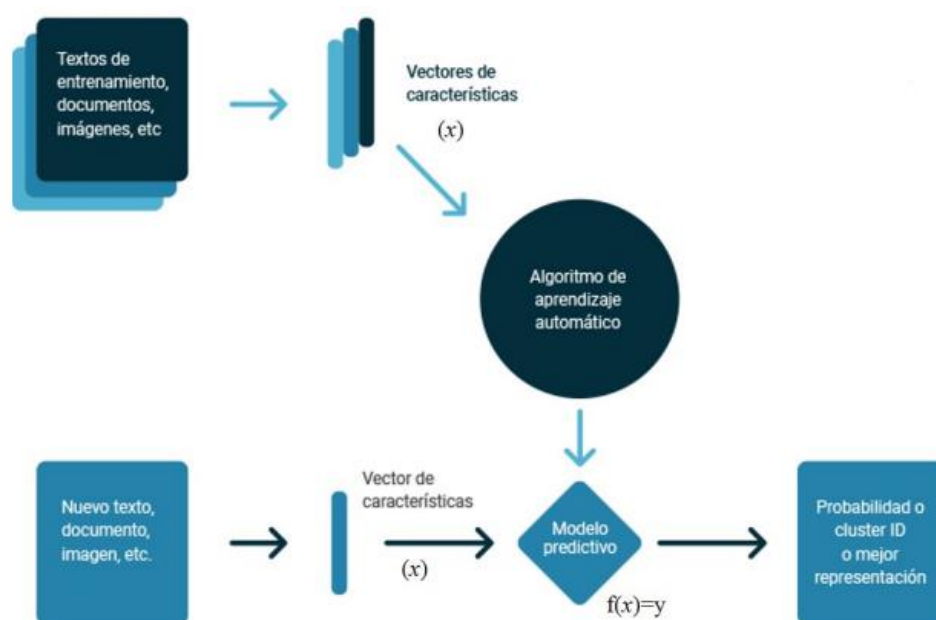 Textos de
entrenamiento,
documentos,
imágenes, etc
Vectores de
características
(x)
Algoritmo de
aprendizaje
automático
Nuevo texto,
documento,
imagen, etc.
Vector de
características
(x)
Modelo
predictivo
f(x)=y
Probabilidad o
cluster ID
o mejor
representación